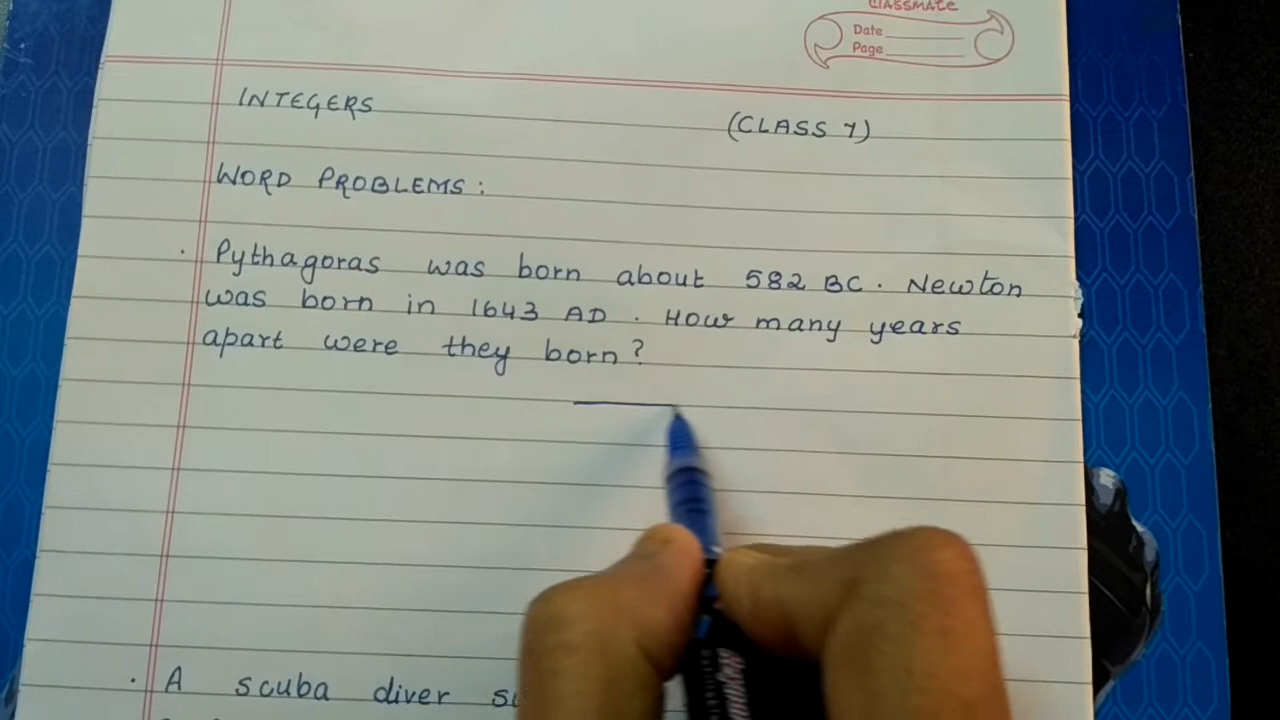 CLASSMATE
Date
Page
INTEGERS (CLASS 7)
WORD PROBLEMS:
· Pythagoras was born about 582 BC. Newton
was born in 1643 AD. How many years
apart were they born?
· A scuba diver